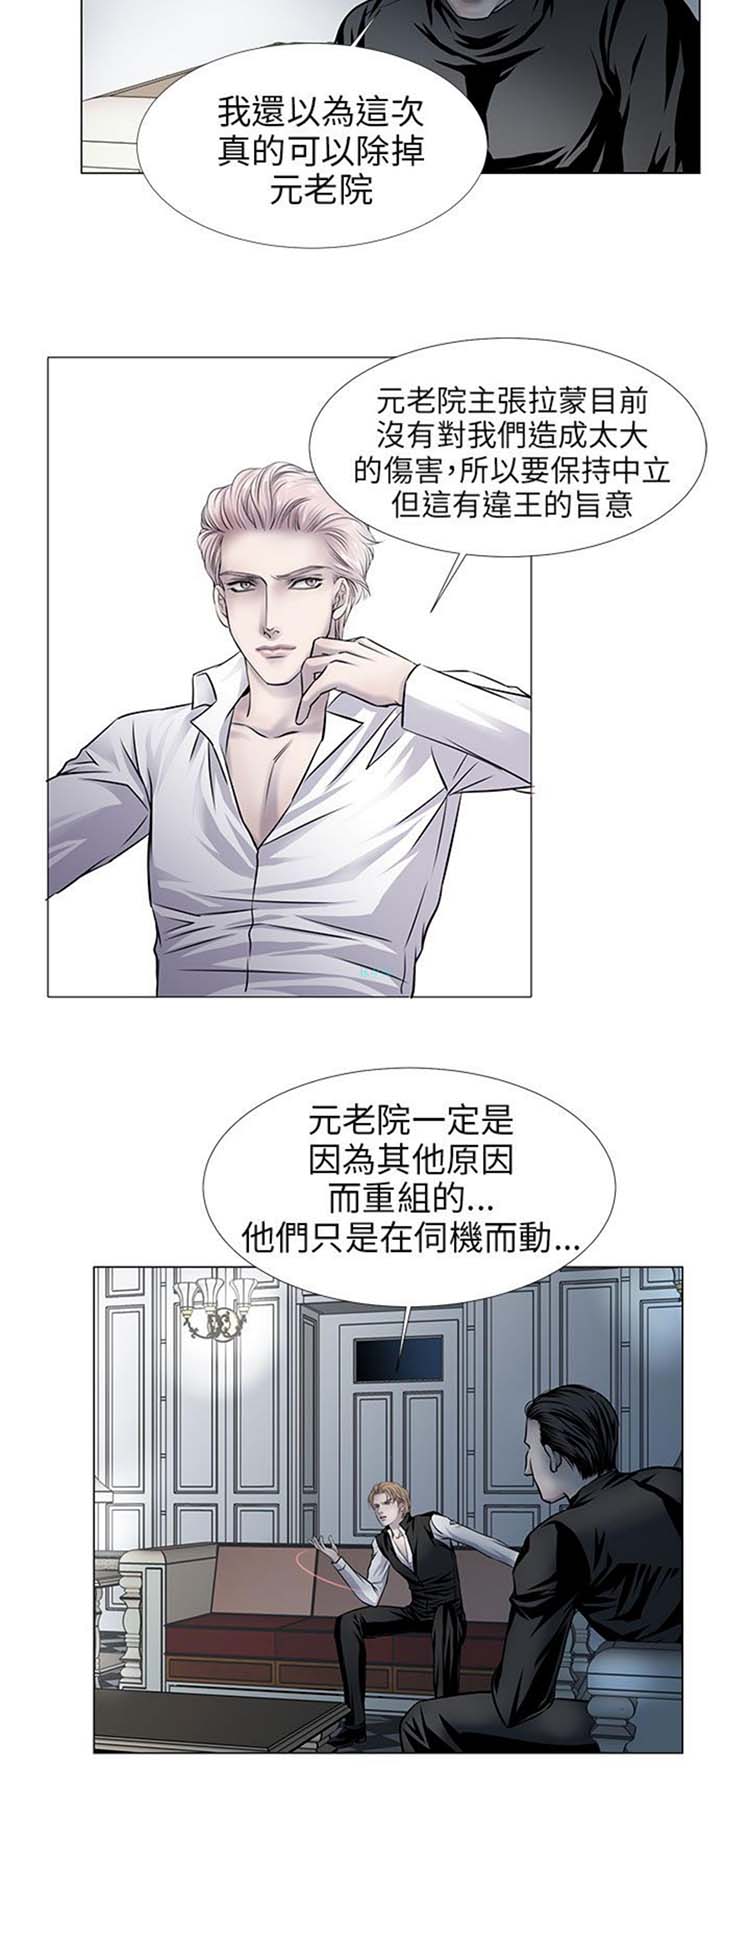 我還以為這次
真的可以除掉
元老院
元老院主張拉蒙目前
沒有對我們造成太大
的傷害，所以要保持中立
但這有違王的旨意
元老院一定是
因為其他原因
而重組的…
他們只是在伺機而動…